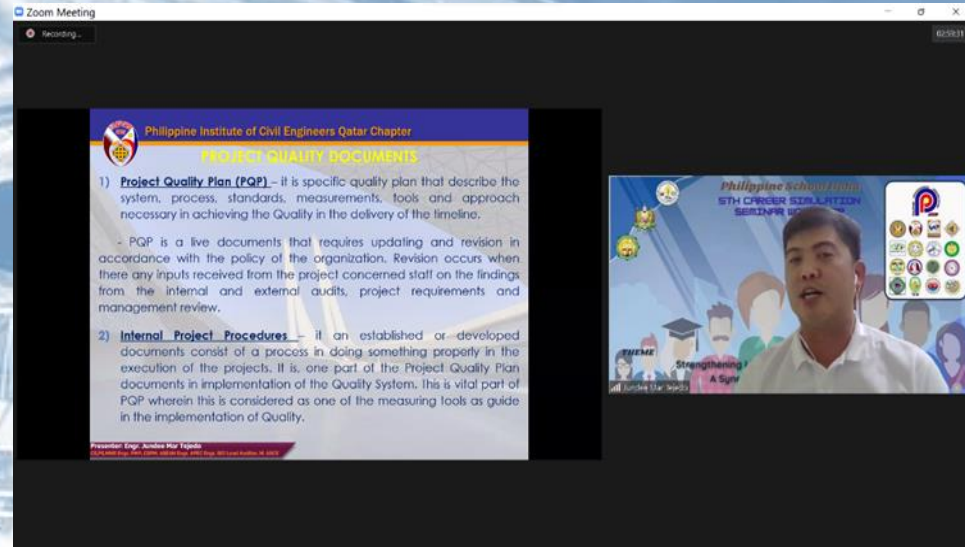 Zoom Meeting
Recording...
02:59:31
Philippine Institute of Civil Engineers Qatar Chapter
PROJECT QUALITY DOCUMENTS
1) Project Quality Plan (PQP) – it is specific quality plan that describe the
system, process, standards, measurements, tools and approach
necessary in achieving the Quality in the delivery of the timeline.
- PQP is a live documents that requires updating and revision in
accordance with the policy of the organization. Revision occurs when
there any inputs received from the project concerned staff on the findings
from the internal and external audits, project requirements and
management review.
2) Internal Project Procedures – it an established or developed
documents consist of a process in doing something properly in the
execution of the projects. It is, one part of the Project Quality Plan
documents in implementation of the Quality System. This is vital part of
PQP wherein this is considered as one of the measuring tools as guide
in the implementation of Quality.
Presenter: Engr. Jundee Mar Tejedo
Philippine School Doha
5TH CAREER SIMULATION
SEMINAR
THEME
Strengthening
A
Jundee Mar Tejedo